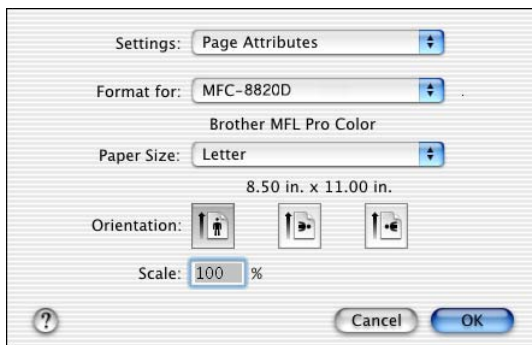 Settings: Page Attributes
Format for: MFC-8820D
Brother MFL Pro Color
Paper Size: Letter
8.50 in. x 11.00 in.
Orientation:
Scale: 100 %
? Cancel OK